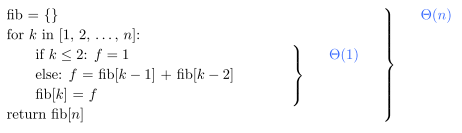 fib = {}
for k in [1, 2, . . . , n]:
if k ≤ 2: f = 1
else: f = fib[k − 1] + fib[k − 2]
fib[k] = f
return fib[n]
Θ(1)
Θ(n)